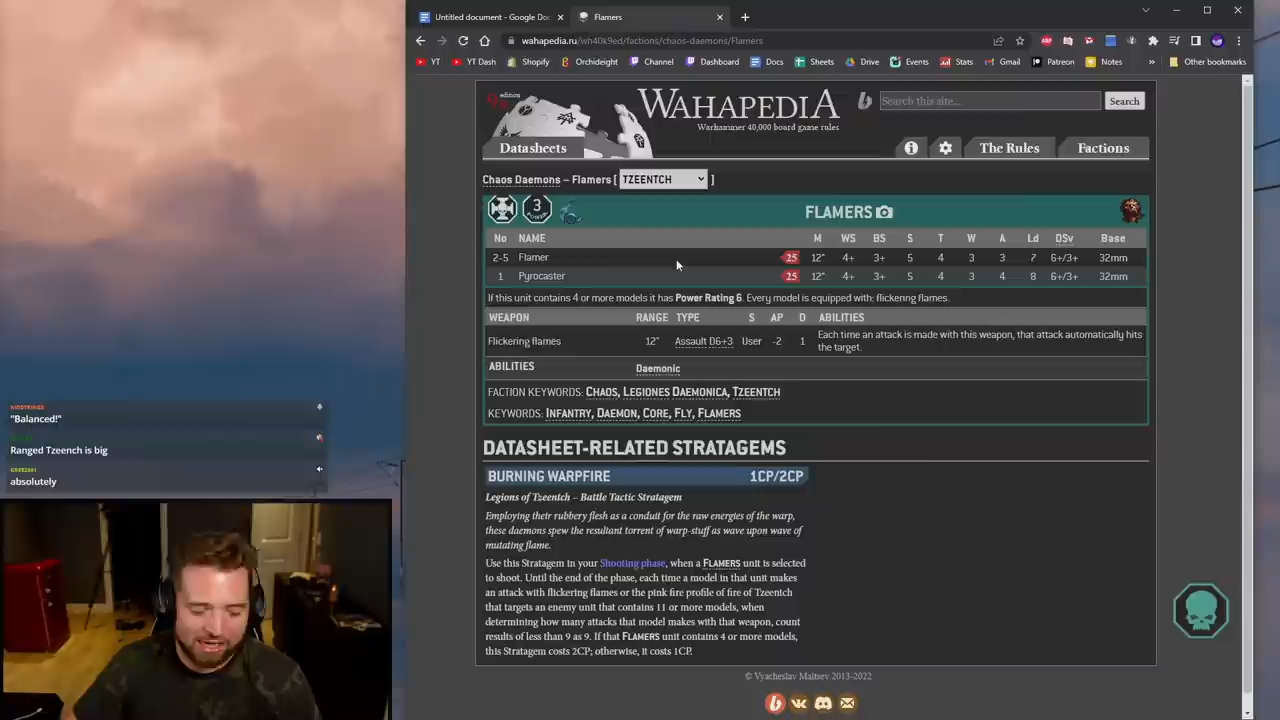 Untitled document - Google Doc
Flamers
wahapedia.ru/wh40k9ed/factions/chaos-daemons/Flamers
YT
YT Dash
Shopify
Orchideight
Channel
Dashboard
Docs
Sheets
Drive
Events
Stats
Gmail
Patreon
Notes
»
Other bookmarks
edition
WAHAPEDIA
Warhammer 40,000 board game rules
Search this site...
Search
Datasheets
The Rules
Factions
Chaos Daemons – Flamers [ TZEENTCH ]
3
POWER
FLAMERS
No NAME M WS BS S T W A Ld DSv Base
2-5 Flamer 25 12" 4+ 3+ 5 4 3 3 7 6+/3+ 32mm
1 Pyrocaster 25 12" 4+ 3+ 5 4 3 4 8 6+/3+ 32mm
If this unit contains 4 or more models it has Power Rating 6. Every model is equipped with: flickering flames.
WEAPON RANGE TYPE S AP D ABILITIES
Flickering flames 12" Assault D6+3 User -2 1 Each time an attack is made with this weapon, that attack automatically hits
the target.
ABILITIES Daemonic
FACTION KEYWORDS: CHAOS, LEGIONES DAEMONICA, TZEENTCH
KEYWORDS: INFANTRY, DAEMON, CORE, FLY, FLAMERS
DATASHEET-RELATED STRATAGEMS
BURNING WARPFIRE 1CP/2CP
Legions of Tzeentch – Battle Tactic Stratagem
Employing their rubbery flesh as a conduit for the raw energies of the warp,
these daemons spew the resultant torrent of warp-stuff as wave upon wave of
mutating flame.
Use this Stratagem in your Shooting phase, when a FLAMERS unit is selected
to shoot. Until the end of the phase, each time a model in that unit makes
an attack with flickering flames or the pink fire profile of fire of Tzeentch
that targets an enemy unit that contains 11 or more models, when
determining how many attacks that model makes with that weapon, count
results of less than 9 as 9. If that FLAMERS unit contains 4 or more models,
this Stratagem costs 2CP; otherwise, it costs 1CP.
© Vyacheslav Maltsev 2013-2022
"Balanced!"
Ranged Tzeench is big
absolutely